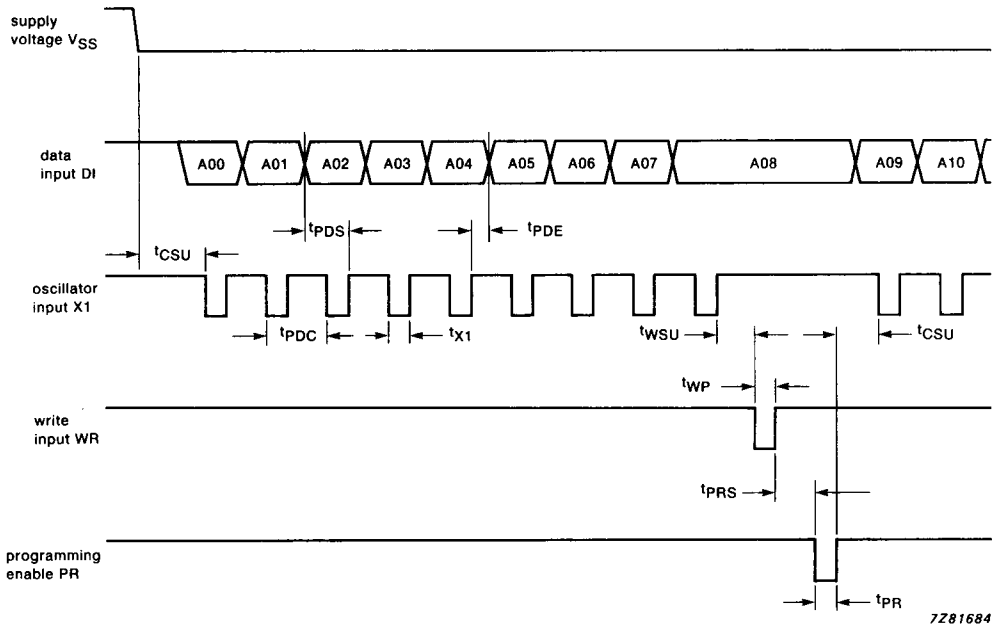 supply
voltage VSS
data
input DI
A00 A01 A02 A03 A04 A05 A06 A07 A08 A09 A10
tPDS tPDE
tCSU
oscillator
input X1
tPDC tX1 tWSU tCSU
tWP
write
input WR
tPRS
programming
enable PR
tPR
7Z81684